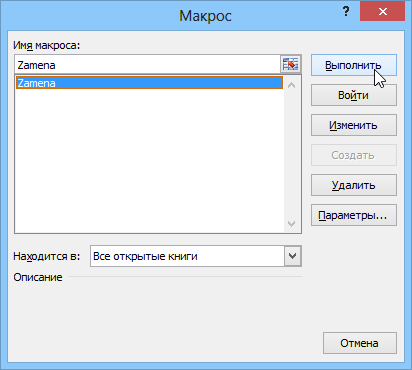 Макрос
?
Имя макроса:
Zamena
Zamena
Выполнить
Войти
Изменить
Создать
Удалить
Параметры...
Находится в:
Все открытые книги
Описание
Отмена